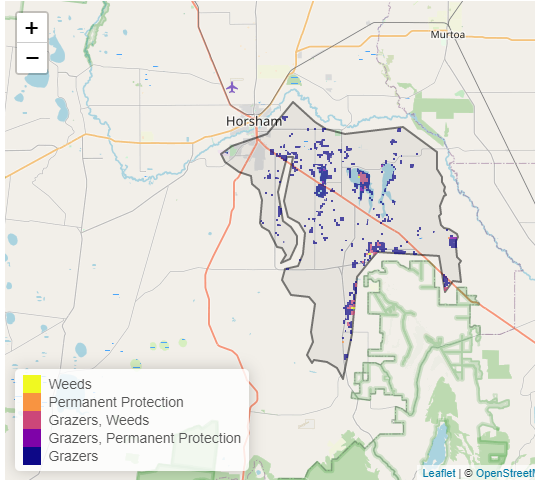 +
−
Murtoa
Horsham
Weeds
Permanent Protection
Grazers, Weeds
Grazers, Permanent Protection
Grazers
Leaflet | © OpenStreetM